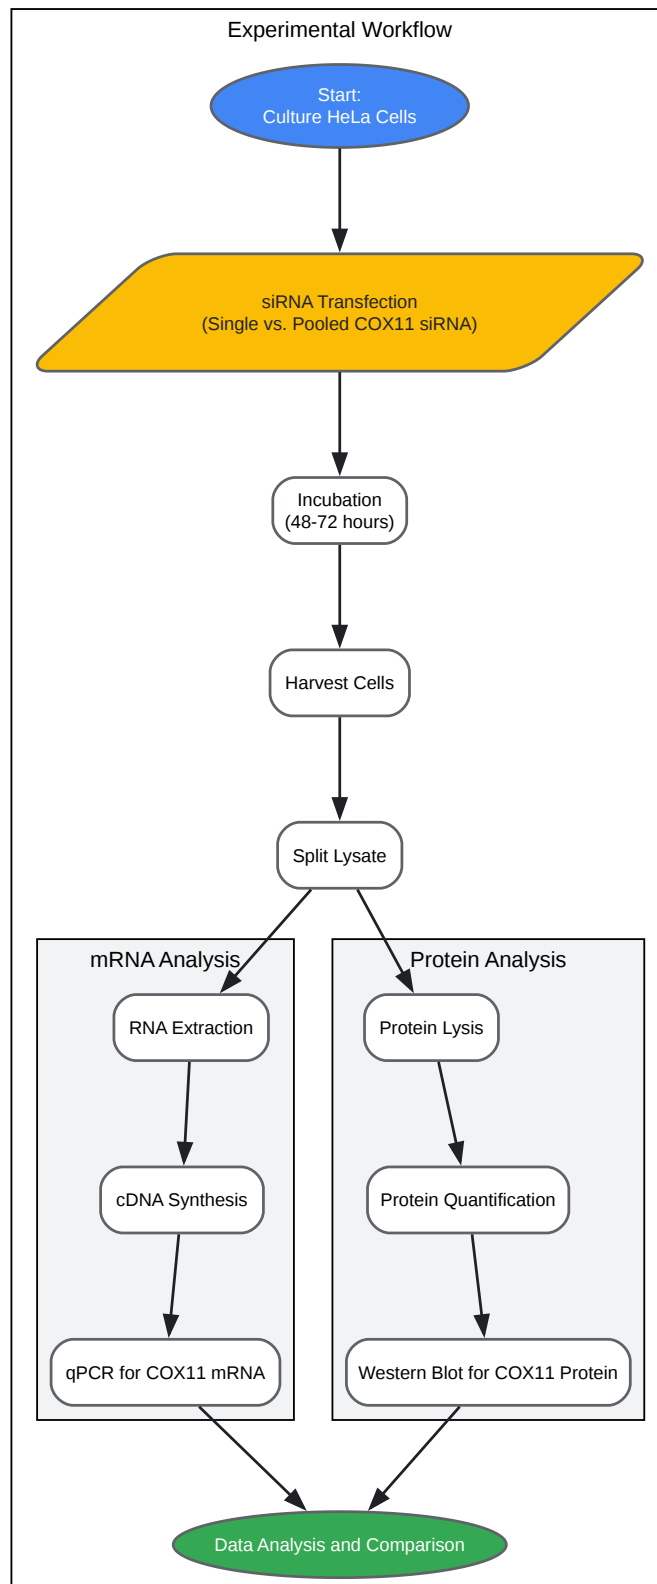 Experimental Workflow
Start:
Culture HeLa Cells
siRNA Transfection
(Single vs. Pooled COX11 siRNA)
Incubation
(48-72 hours)
Harvest Cells
Split Lysate
mRNA Analysis
RNA Extraction
cDNA Synthesis
qPCR for COX11 mRNA
Protein Analysis
Protein Lysis
Protein Quantification
Western Blot for COX11 Protein
Data Analysis and Comparison